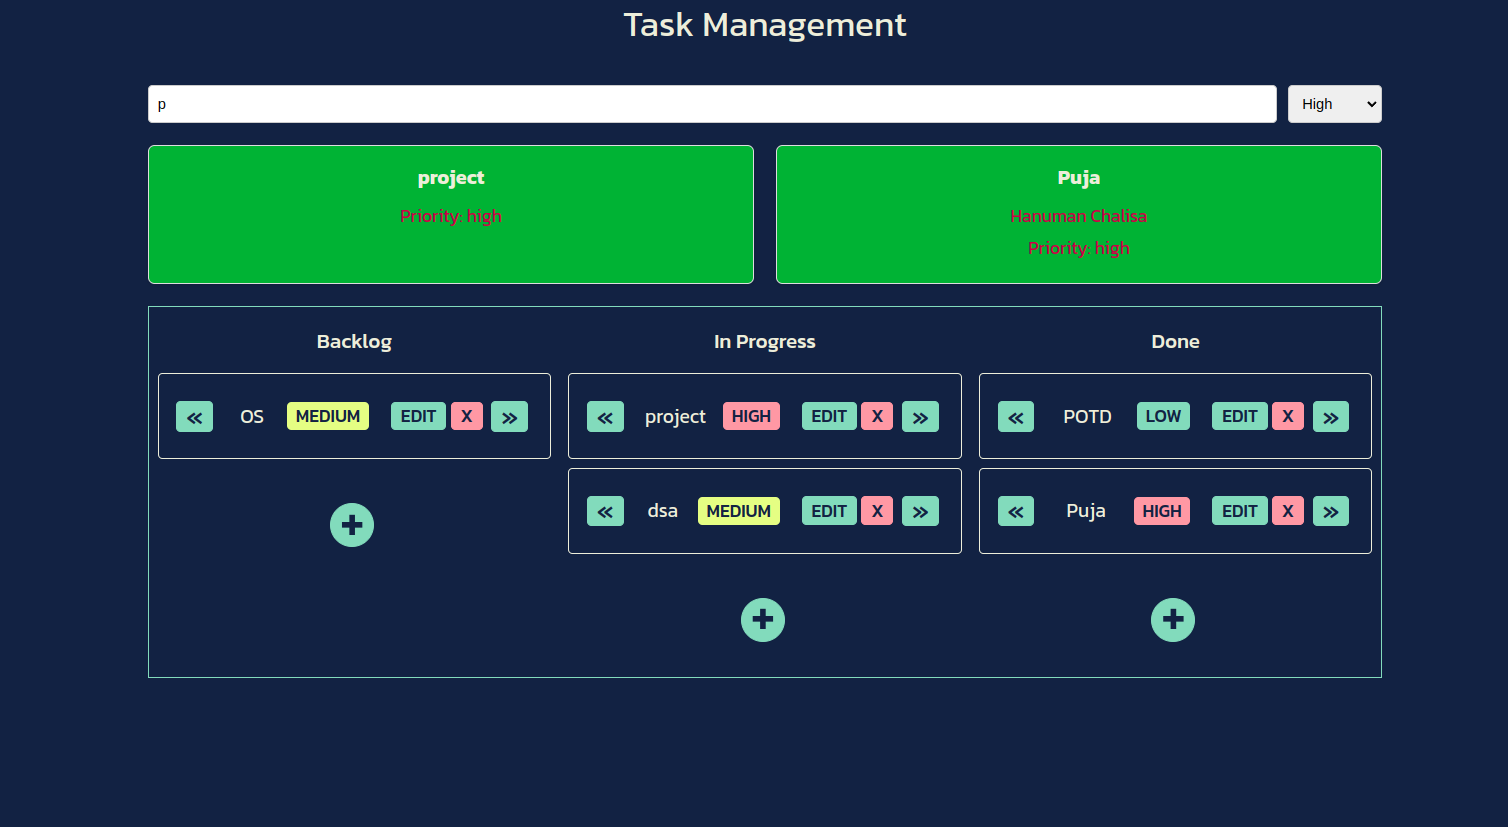 Task Management
p High
project
Priority: high
Puja
Hanuman Chalisa
Priority: high
Backlog
« OS MEDIUM EDIT X »
In Progress
« project HIGH EDIT X »
« dsa MEDIUM EDIT X »
Done
« POTD LOW EDIT X »
« Puja HIGH EDIT X »